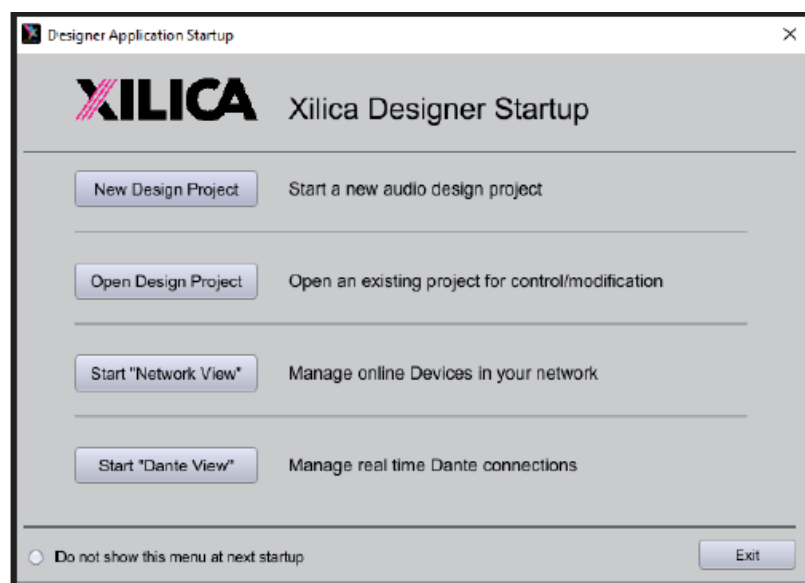 Designer Application Startup
XILICA Xilica Designer Startup
New Design Project Start a new audio design project
Open Design Project Open an existing project for control/modification
Start "Network View" Manage online Devices in your network
Start "Dante View" Manage real time Dante connections
Do not show this menu at next startup Exit